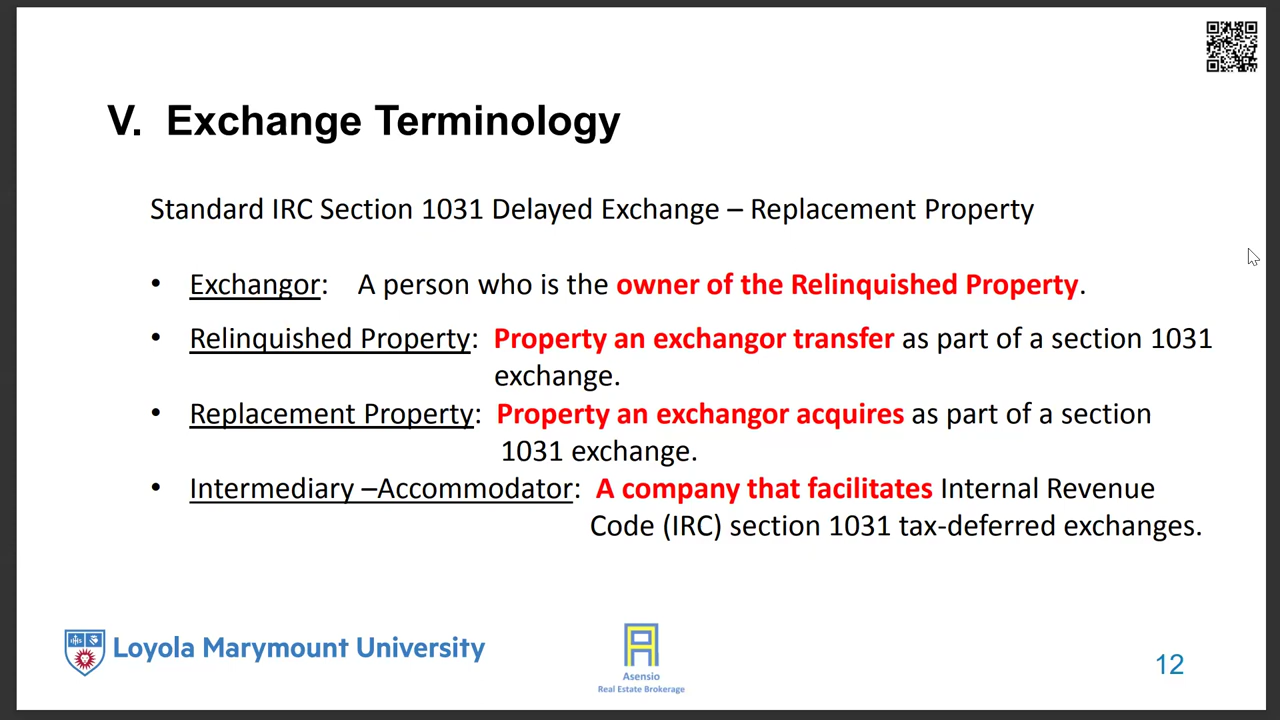 V. Exchange Terminology
Standard IRC Section 1031 Delayed Exchange – Replacement Property
• Exchangor: A person who is the owner of the Relinquished Property.
• Relinquished Property: Property an exchangor transfer as part of a section 1031
exchange.
• Replacement Property: Property an exchangor acquires as part of a section
1031 exchange.
• Intermediary –Accommodator: A company that facilitates Internal Revenue
Code (IRC) section 1031 tax-deferred exchanges.
IHS
Loyola Marymount University
Asensio
Real Estate Brokerage
12